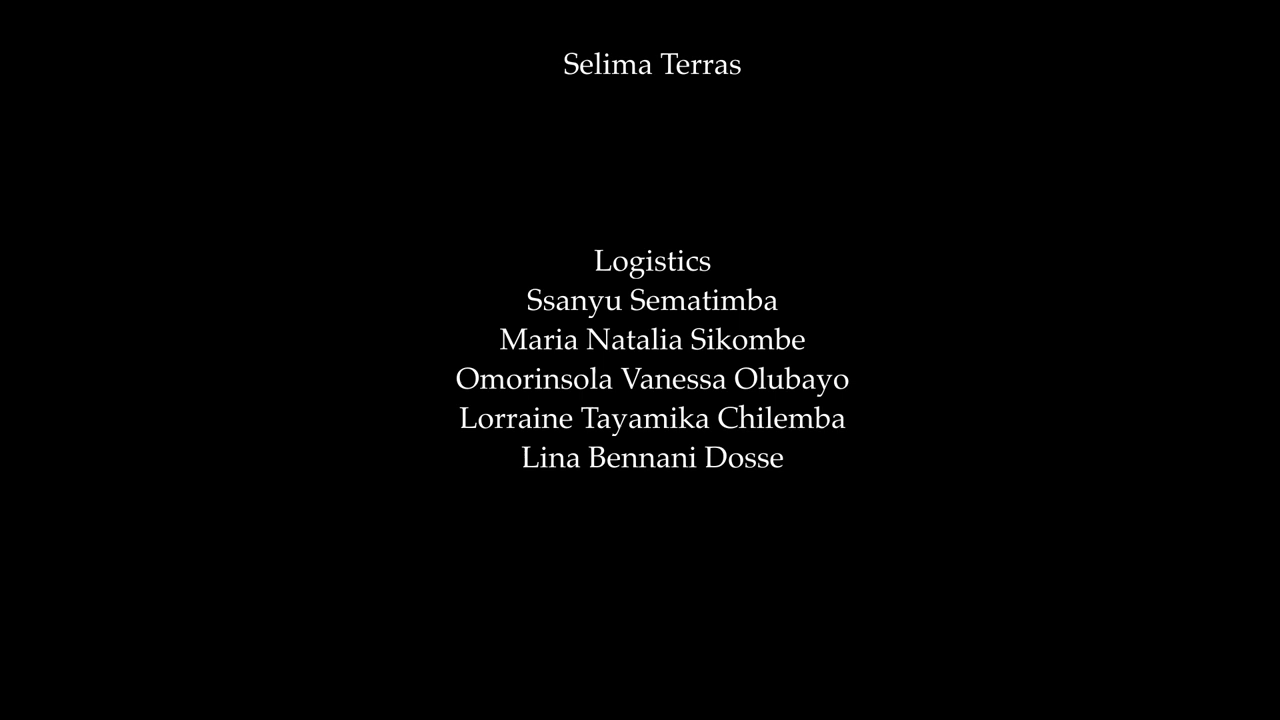 Selima Terras
Logistics
Ssanyu Sematimba
Maria Natalia Sikombe
Omorinsola Vanessa Olubayo
Lorraine Tayamika Chilemba
Lina Bennani Dosse